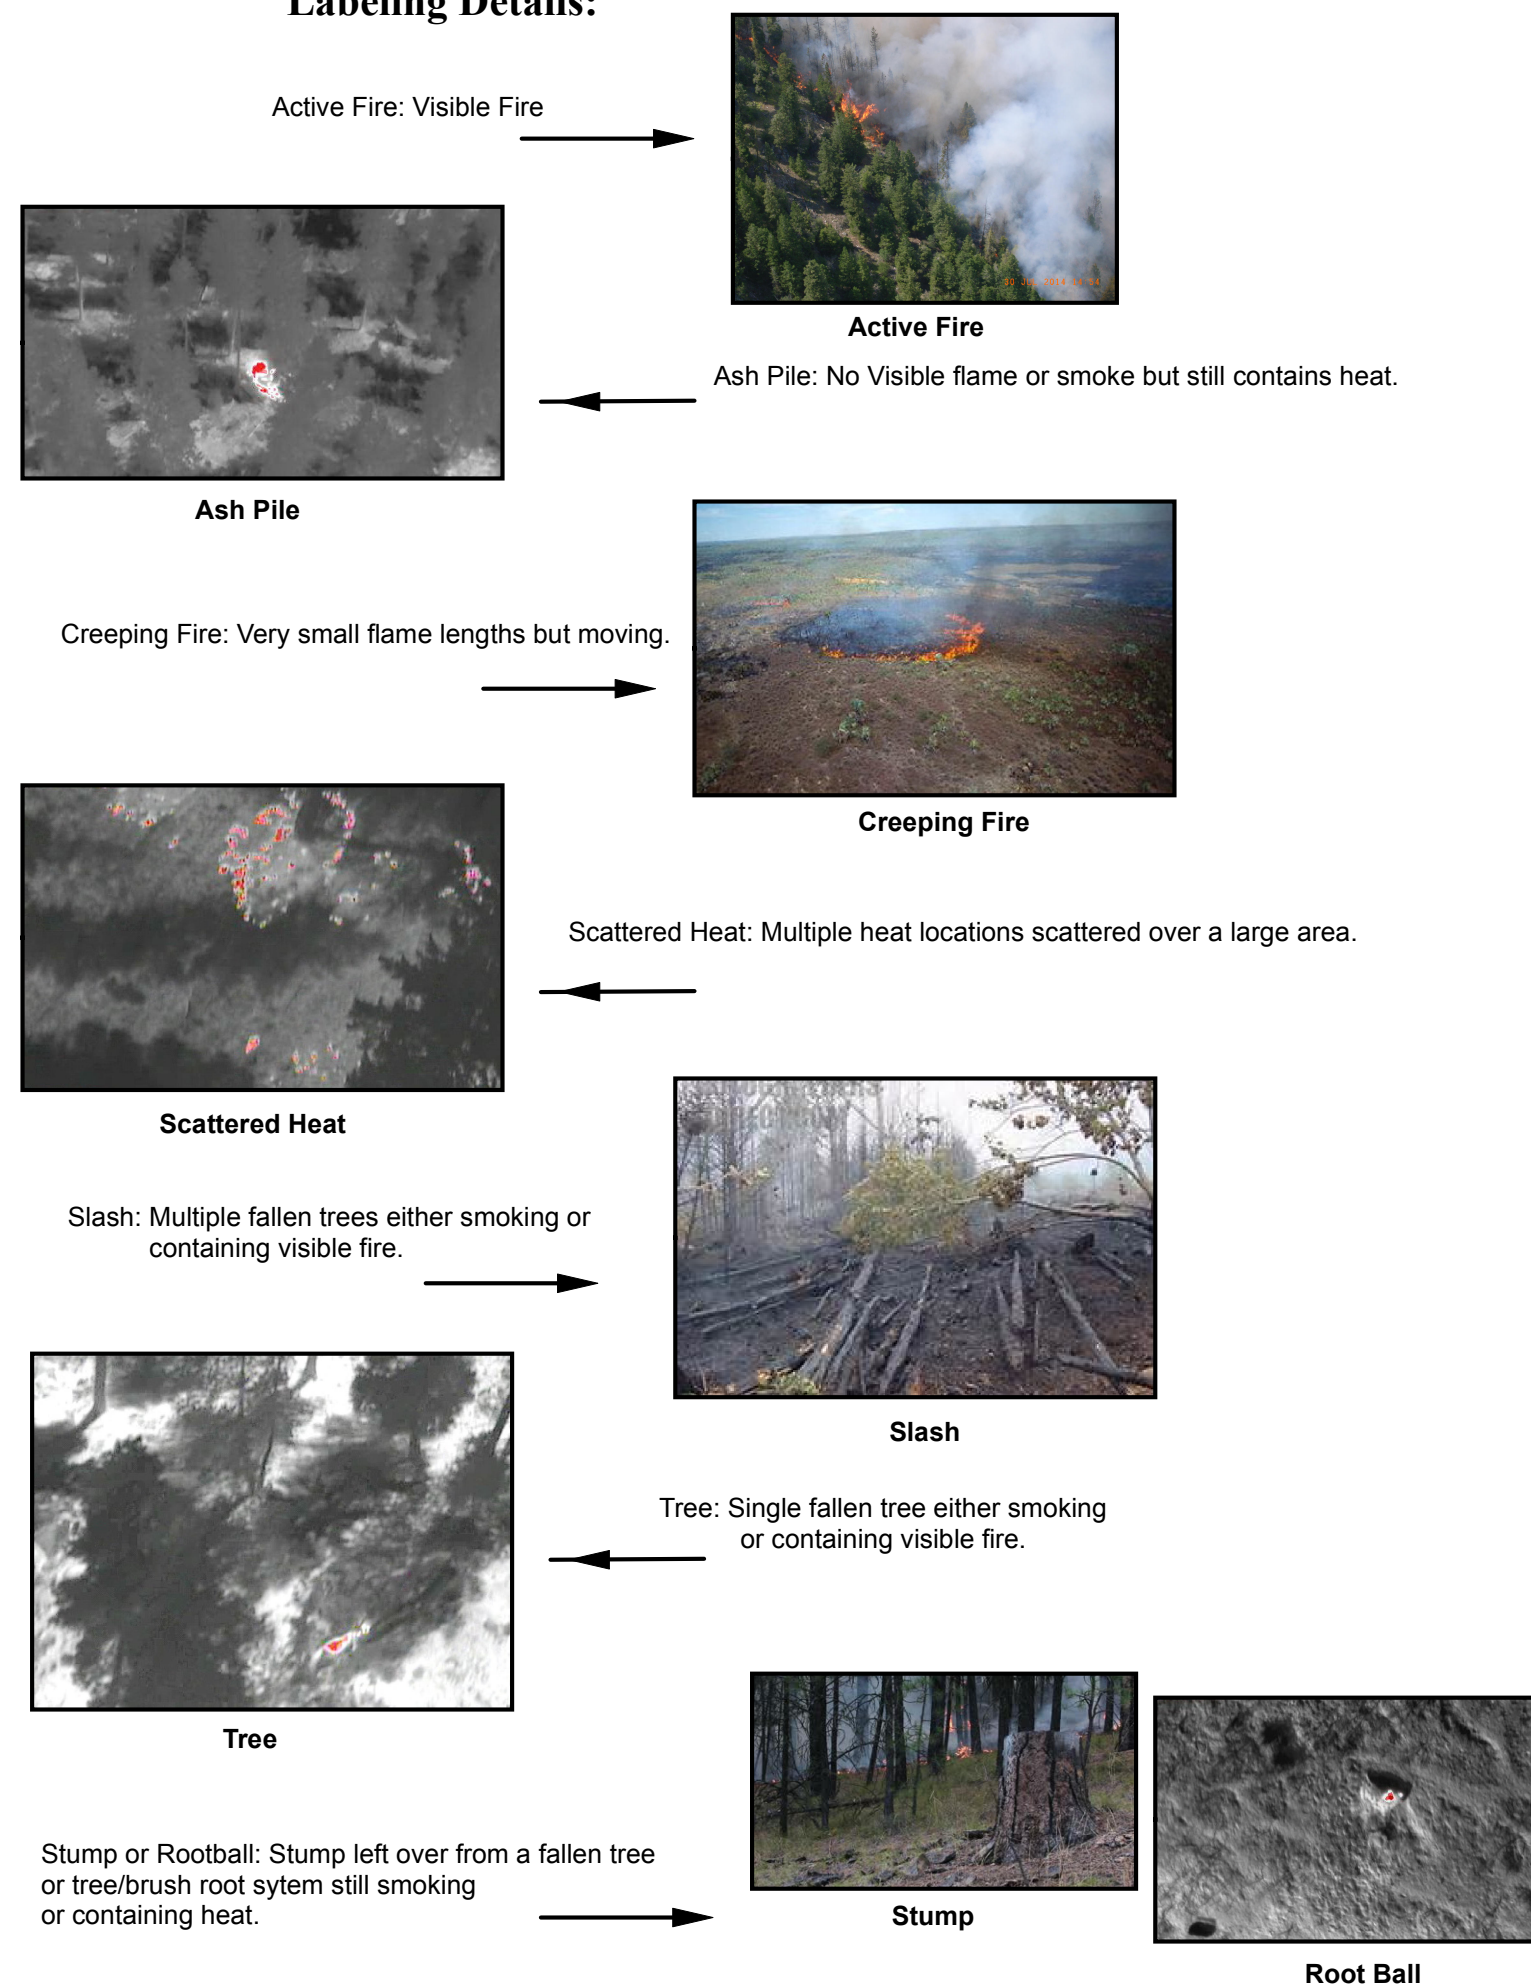 Labeling Details:
Active Fire: Visible Fire
Active Fire
Ash Pile: No Visible flame or smoke but still contains heat.
Ash Pile
Creeping Fire: Very small flame lengths but moving.
Creeping Fire
Scattered Heat: Multiple heat locations scattered over a large area.
Scattered Heat
Slash: Multiple fallen trees either smoking or
containing visible fire.
Slash
Tree: Single fallen tree either smoking
or containing visible fire.
Tree
Stump or Rootball: Stump left over from a fallen tree
or tree/brush root sytem still smoking
or containing heat.
Stump
Root Ball